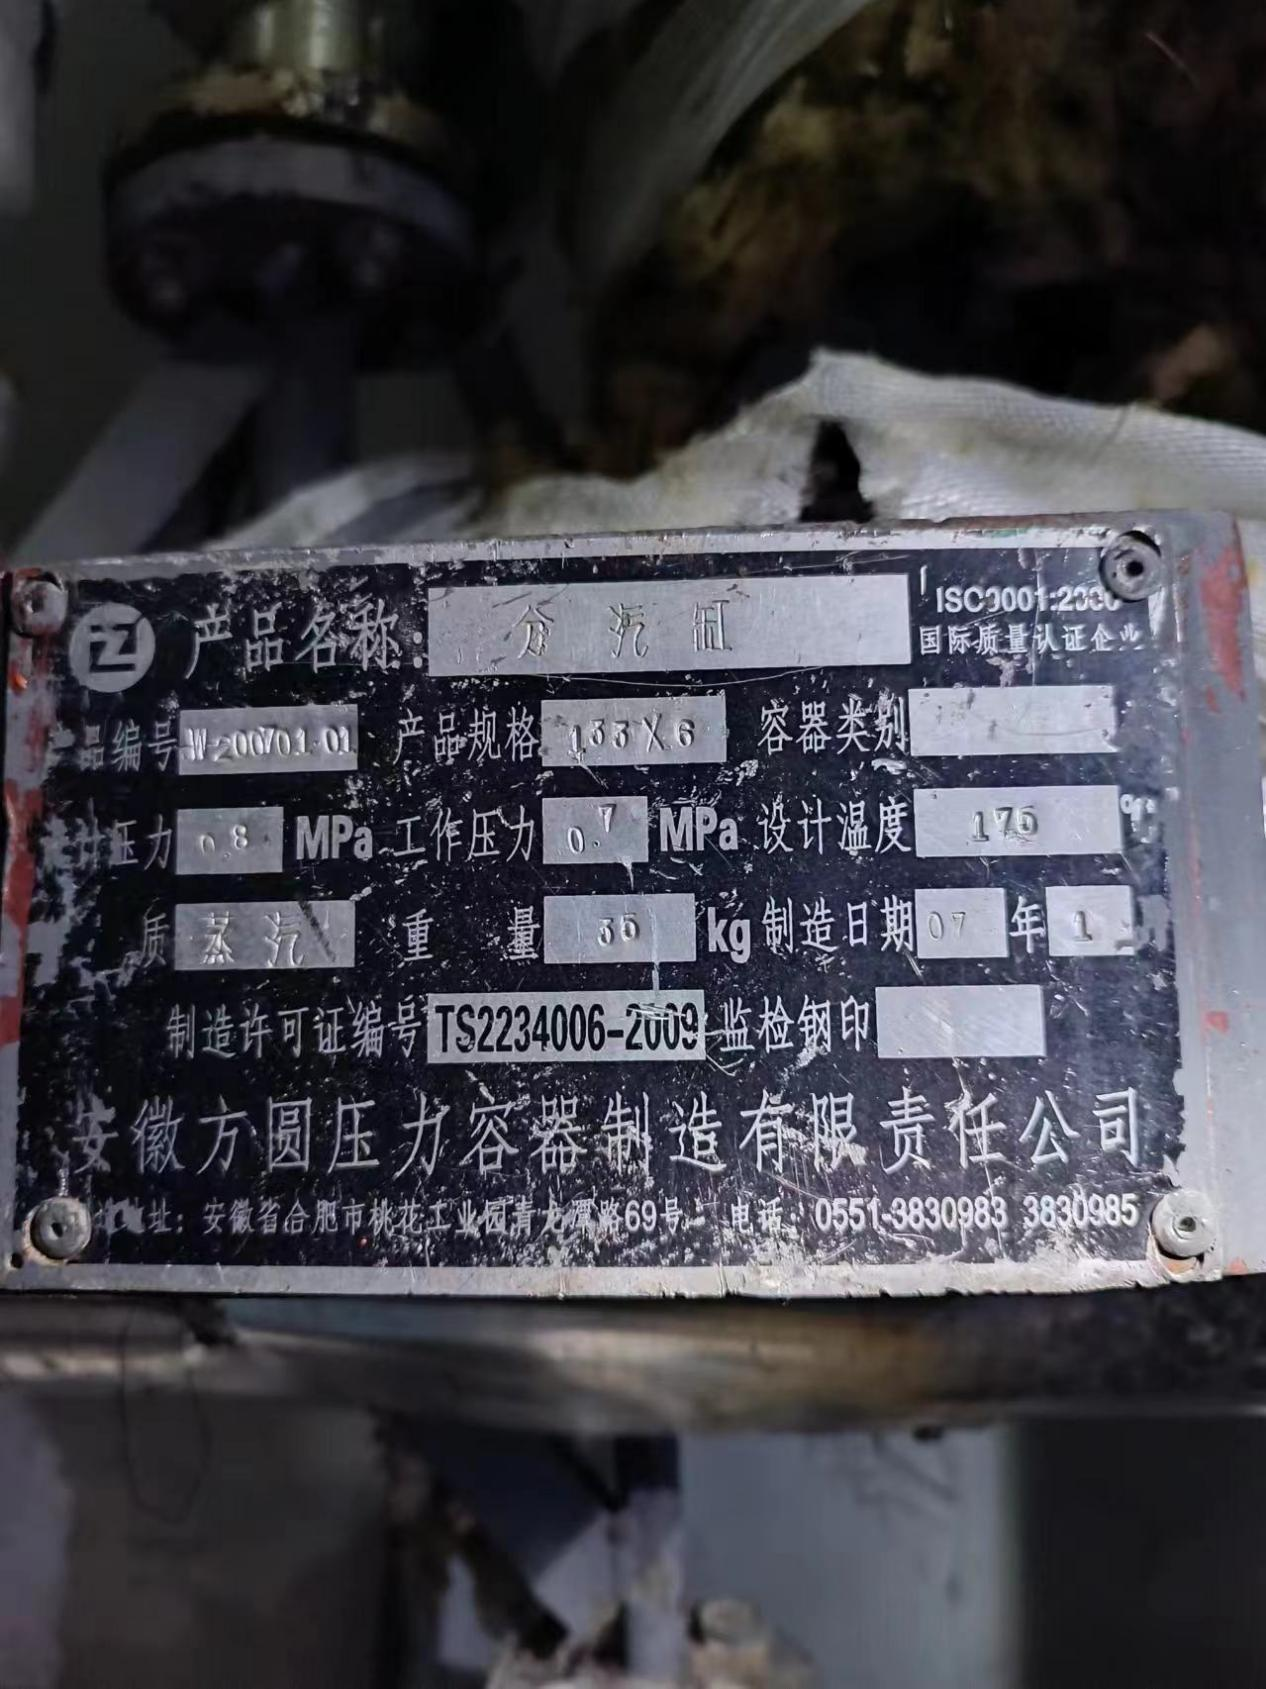 产品名称: 分汽缸 ISO9001:2000
国际质量认证企业
产品编号 W-200701-01 产品规格 133X6 容器类别
设计压力 0.8 MPa 工作压力 0.7 MPa 设计温度 175 ℃
质 蒸汽 重量 35 kg 制造日期 07 年 1 月
制造许可证编号 TS2234006-2009 监检钢印
安徽方圆压力容器制造有限责任公司
地址: 安徽省合肥市桃花工业园青龙潭路69号 电话: 0551-3830983 3830985